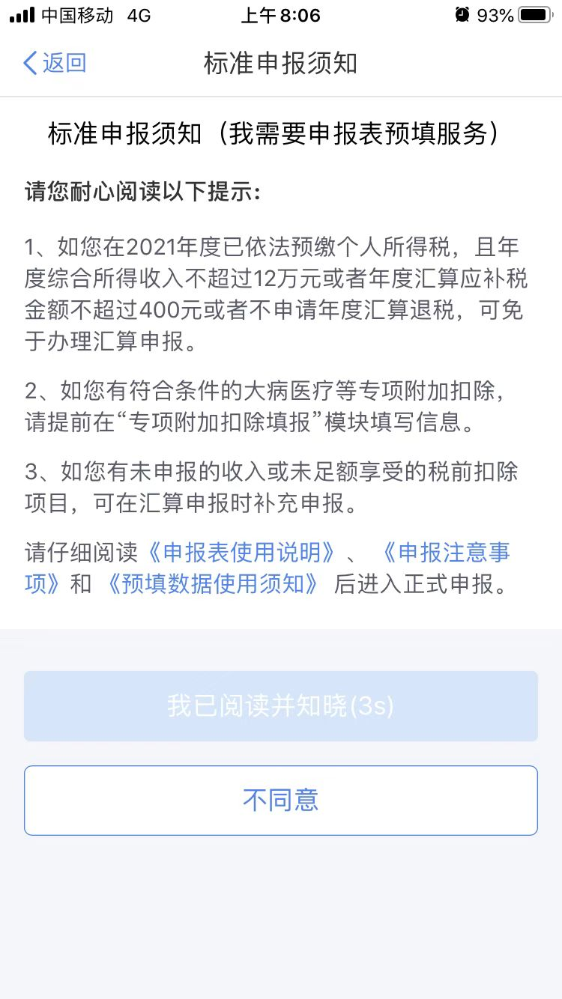 中国移动 4G 上午8:06 93%
返回 标准申报须知
标准申报须知（我需要申报表预填服务）
请您耐心阅读以下提示：
1、如您在2021年度已依法预缴个人所得税，且年
度综合所得收入不超过12万元或者年度汇算应补税
金额不超过400元或者不申请年度汇算退税，可免
于办理汇算申报。
2、如您有符合条件的大病医疗等专项附加扣除，
请提前在“专项附加扣除填报”模块填写信息。
3、如您有未申报的收入或未足额享受的税前扣除
项目，可在汇算申报时补充申报。
请仔细阅读《申报表使用说明》、《申报注意事
项》和《预填数据使用须知》后进入正式申报。
我已阅读并知晓(3s)
不同意